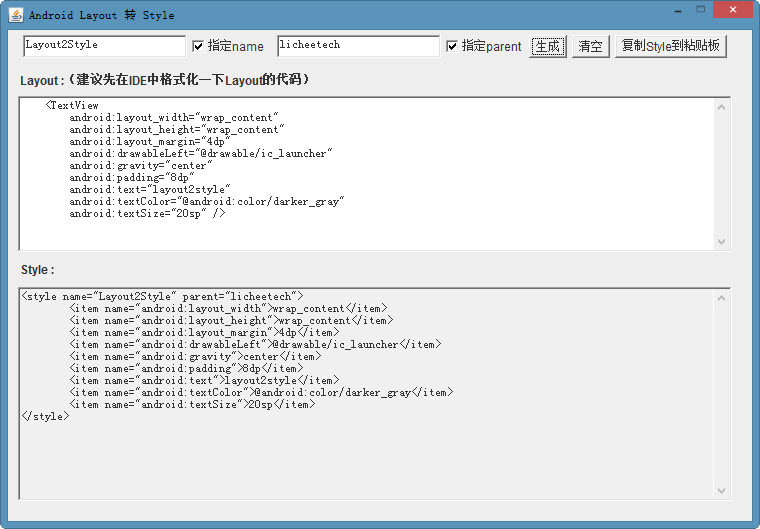 Android Layout 转 Style
Layout2Style 指定name licheetech 指定parent 生成 清空 复制Style到粘贴板
Layout :（建议先在IDE中格式化一下Layout的代码）
<TextView
android:layout_width="wrap_content"
android:layout_height="wrap_content"
android:layout_margin="4dp"
android:drawableLeft="@drawable/ic_launcher"
android:gravity="center"
android:padding="8dp"
android:text="layout2style"
android:textColor="@android:color/darker_gray"
android:textSize="20sp" />
Style :
<style name="Layout2Style" parent="licheetech">
<item name="android:layout_width">wrap_content</item>
<item name="android:layout_height">wrap_content</item>
<item name="android:layout_margin">4dp</item>
<item name="android:drawableLeft">@drawable/ic_launcher</item>
<item name="android:gravity">center</item>
<item name="android:padding">8dp</item>
<item name="android:text">layout2style</item>
<item name="android:textColor">@android:color/darker_gray</item>
<item name="android:textSize">20sp</item>
</style>